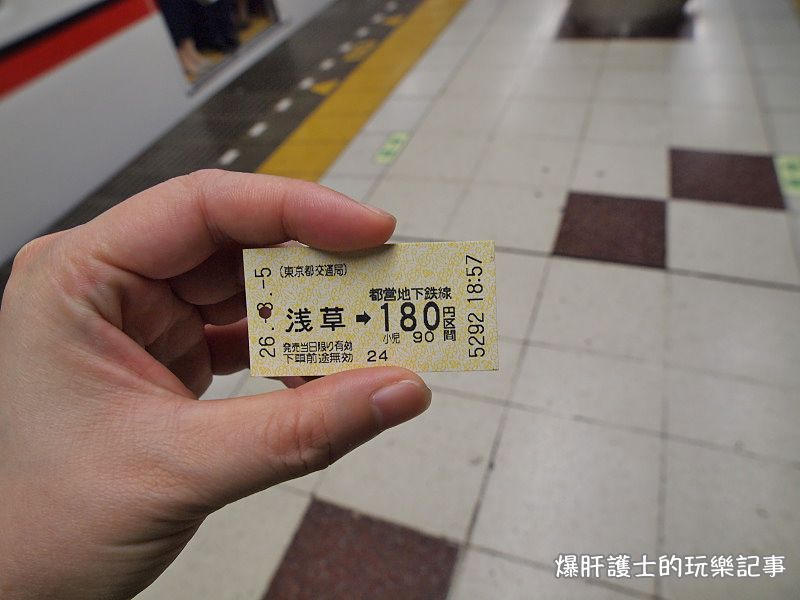 (東京都交通局)
都営地下鉄線
浅草→180円区間
小児 90
発売当日限り有効
下車前途無効 24
26.-8.-5
5292 18:57
爆肝護士的玩樂記事